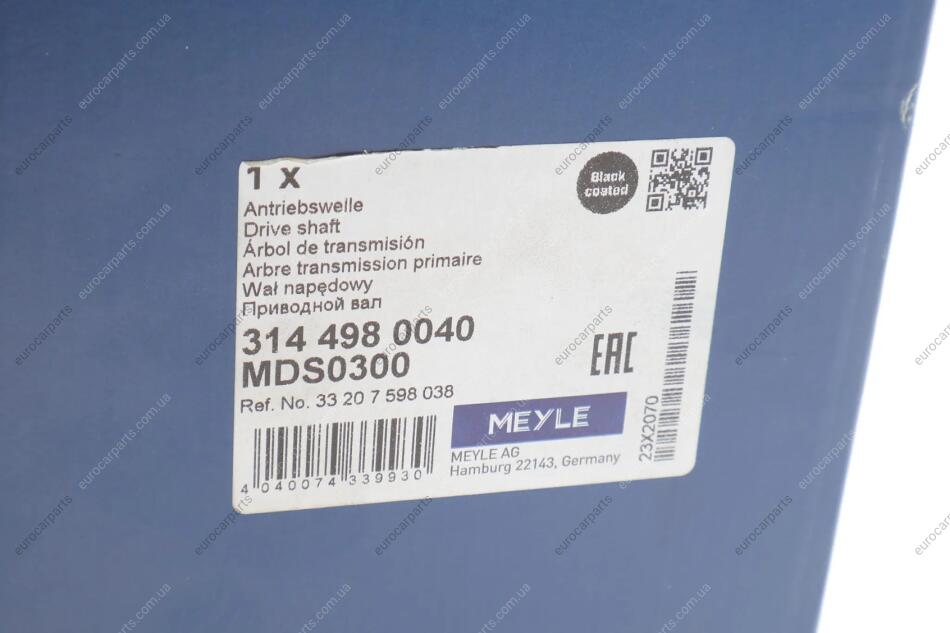 1 x
Black
coated
Antriebswelle
Drive shaft
Árbol de transmisión
Arbre transmission primaire
Wał napędowy
Приводной вал
314 498 0040
MDS0300
Ref. No. 33 20 7 598 038
EAC
MEYLE
MEYLE AG
Hamburg 22143, Germany
4 040074 339930
23X2070
eurocarparts.com.ua